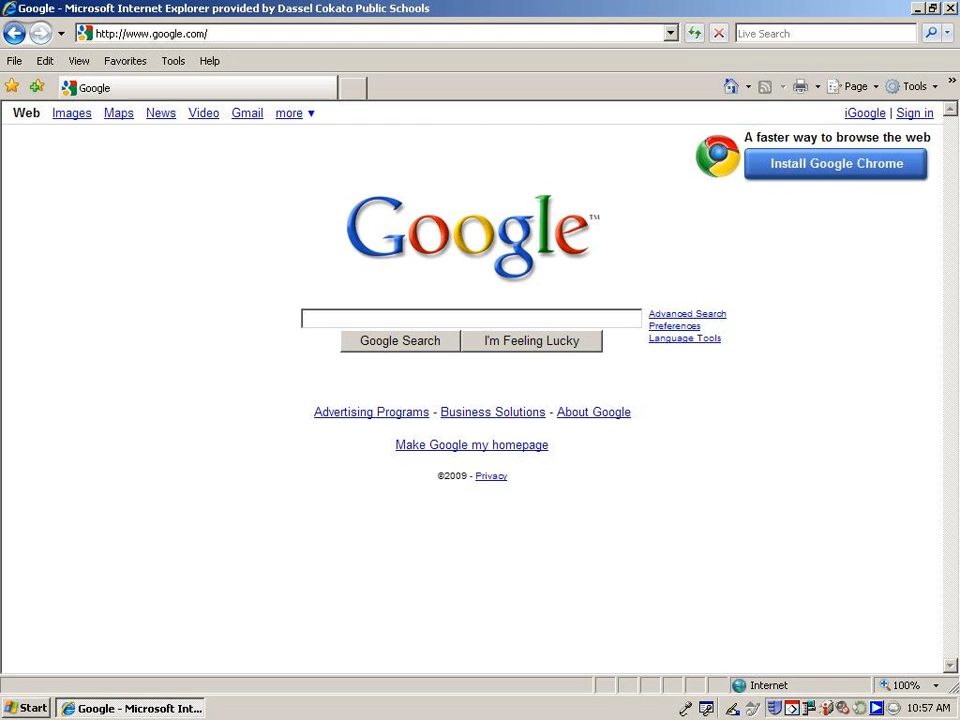 Google - Microsoft Internet Explorer provided by Dassel Cokato Public Schools
http://www.google.com/
Live Search
File Edit View Favorites Tools Help
Google
Page Tools »
Web Images Maps News Video Gmail more ▼ iGoogle | Sign in
A faster way to browse the web
Install Google Chrome
Google™
Advanced Search
Preferences
Language Tools
Google Search I'm Feeling Lucky
Advertising Programs - Business Solutions - About Google
Make Google my homepage
©2009 - Privacy
Internet 100%
Start Google - Microsoft Int... 10:57 AM